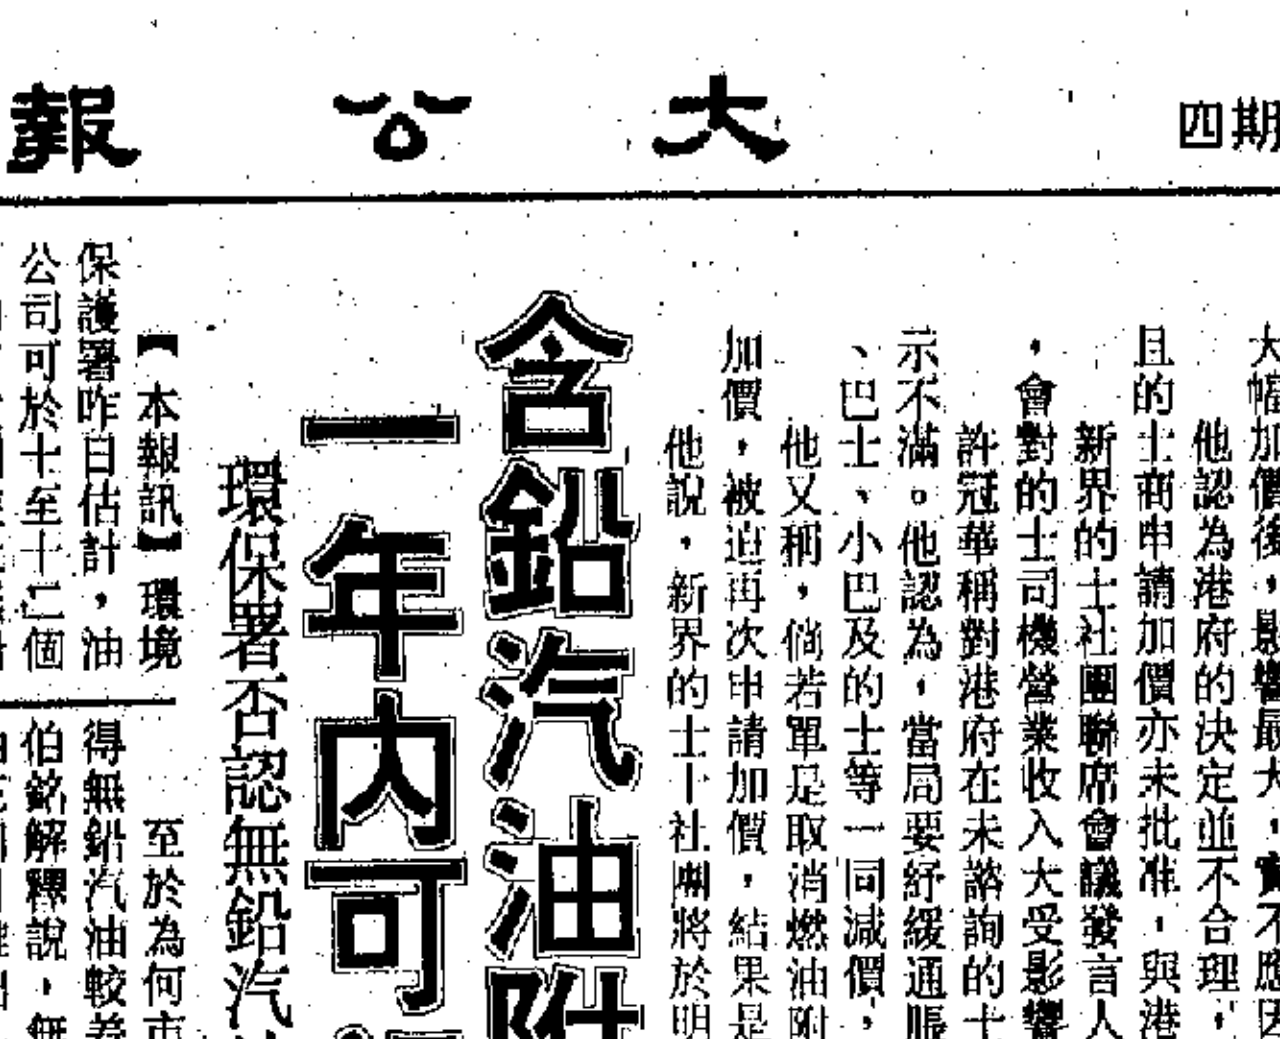 報　公　大
四期
大幅加價後，影響最大，實不應因
他認為港府的決定並不合理，
且的士商申請加價亦未批准，與港
新界的士社團聯席會議發言人
，會對的士司機營業收入大受影響
許冠華稱對港府在未諮詢的士
示不滿。他認為，當局要紓緩通脹
、巴士、小巴及的士等一同減價，
他又稱，倘若單是取消燃油附
加價，被迫再次申請加價，結果是
他說，新界的士十社團將於明
含鉛汽油附
一年內可
環保署否認無鉛汽
【本報訊】環境
保護署昨日估計，油
公司可於十至十二個
至於為何市
得無鉛汽油較差
伯銘解釋說，無